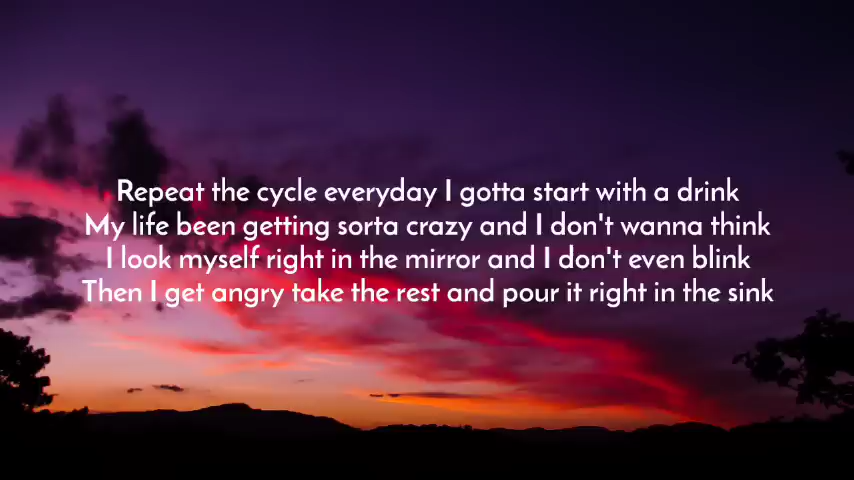 Repeat the cycle everyday I gotta start with a drink
My life been getting sorta crazy and I don't wanna think
I look myself right in the mirror and I don't even blink
Then I get angry take the rest and pour it right in the sink